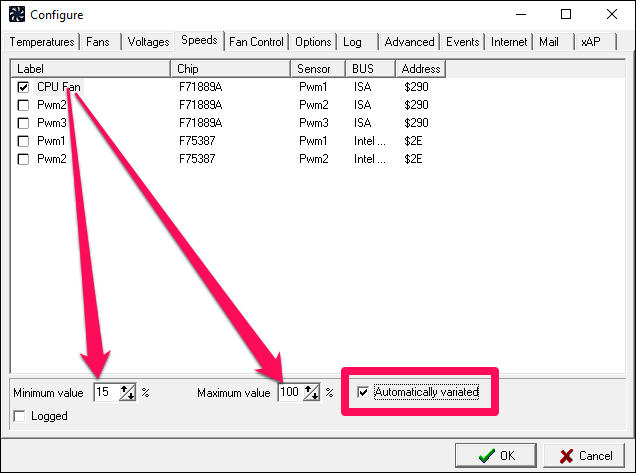 Configure
Temperatures Fans Voltages Speeds Fan Control Options Log Advanced Events Internet Mail xAP
Label Chip Sensor BUS Address
CPU Fan F71889A Pwm1 ISA $290
Pwm2 F71889A Pwm2 ISA $290
Pwm3 F71889A Pwm3 ISA $290
Pwm1 F75387 Pwm1 Intel ... $2E
Pwm2 F75387 Pwm2 Intel ... $2E
Minimum value 15 % Maximum value 100 % Automatically variated
Logged
OK Cancel